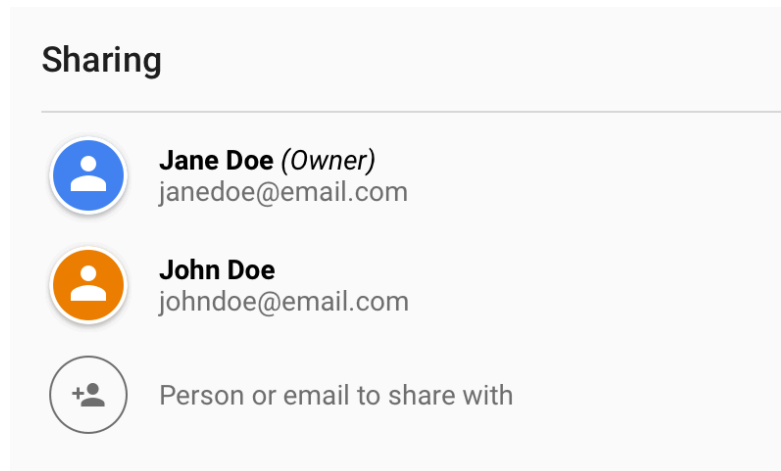 Sharing
Jane Doe (Owner)
janedoe@email.com
John Doe
johndoe@email.com
Person or email to share with